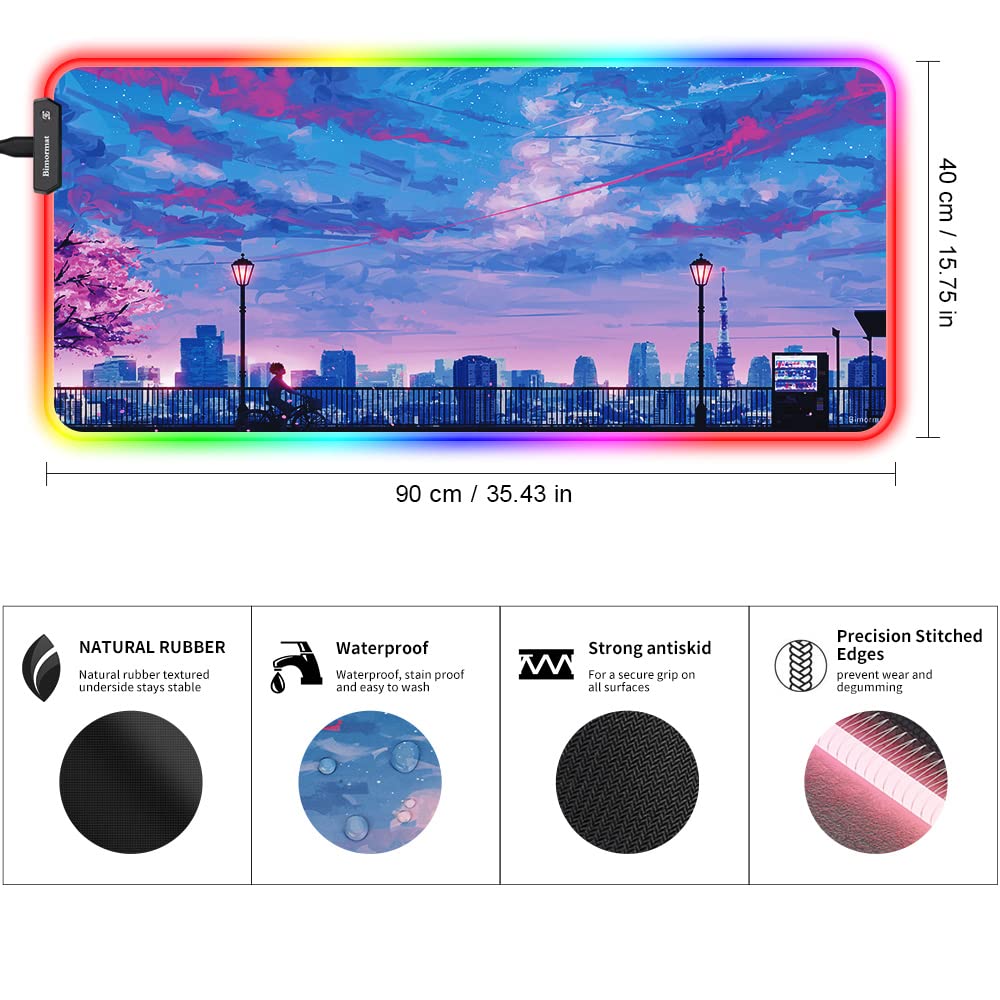 Bimormat
40 cm / 15.75 in
Bimorma
90 cm / 35.43 in
NATURAL RUBBER
Natural rubber textured
underside stays stable
Waterproof
Waterproof, stain proof
and easy to wash
Strong antiskid
For a secure grip on
all surfaces
Precision Stitched
Edges
prevent wear and
degumming